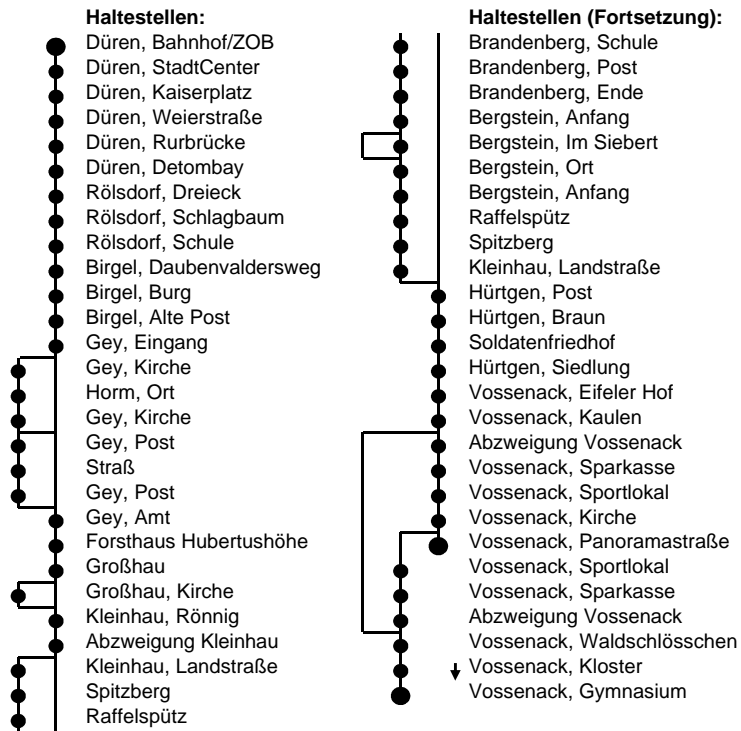 Haltestellen:
Düren, Bahnhof/ZOB
Düren, StadtCenter
Düren, Kaiserplatz
Düren, Weierstraße
Düren, Rurbrücke
Düren, Detombay
Rölsdorf, Dreieck
Rölsdorf, Schlagbaum
Rölsdorf, Schule
Birgel, Daubenvaldersweg
Birgel, Burg
Birgel, Alte Post
Gey, Eingang
Gey, Kirche
Horm, Ort
Gey, Kirche
Gey, Post
Straß
Gey, Post
Gey, Amt
Forsthaus Hubertushöhe
Großhau
Großhau, Kirche
Kleinhau, Rönnig
Abzweigung Kleinhau
Kleinhau, Landstraße
Spitzberg
Raffelspütz
Haltestellen (Fortsetzung):
Brandenberg, Schule
Brandenberg, Post
Brandenberg, Ende
Bergstein, Anfang
Bergstein, Im Siebert
Bergstein, Ort
Bergstein, Anfang
Raffelspütz
Spitzberg
Kleinhau, Landstraße
Hürtgen, Post
Hürtgen, Braun
Soldatenfriedhof
Hürtgen, Siedlung
Vossenack, Eifeler Hof
Vossenack, Kaulen
Abzweigung Vossenack
Vossenack, Sparkasse
Vossenack, Sportlokal
Vossenack, Kirche
Vossenack, Panoramastraße
Vossenack, Sportlokal
Vossenack, Sparkasse
Abzweigung Vossenack
Vossenack, Waldschlösschen
Vossenack, Kloster
Vossenack, Gymnasium